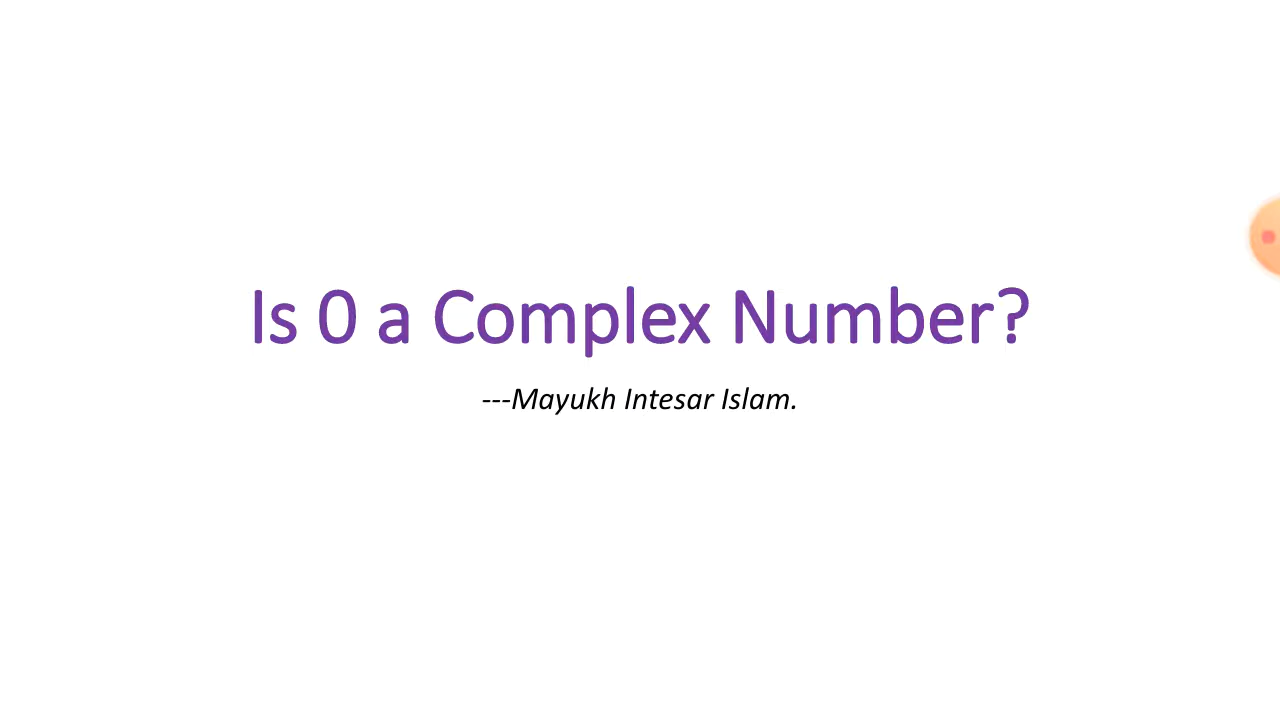 Is 0 a Complex Number?
---Mayukh Intesar Islam.